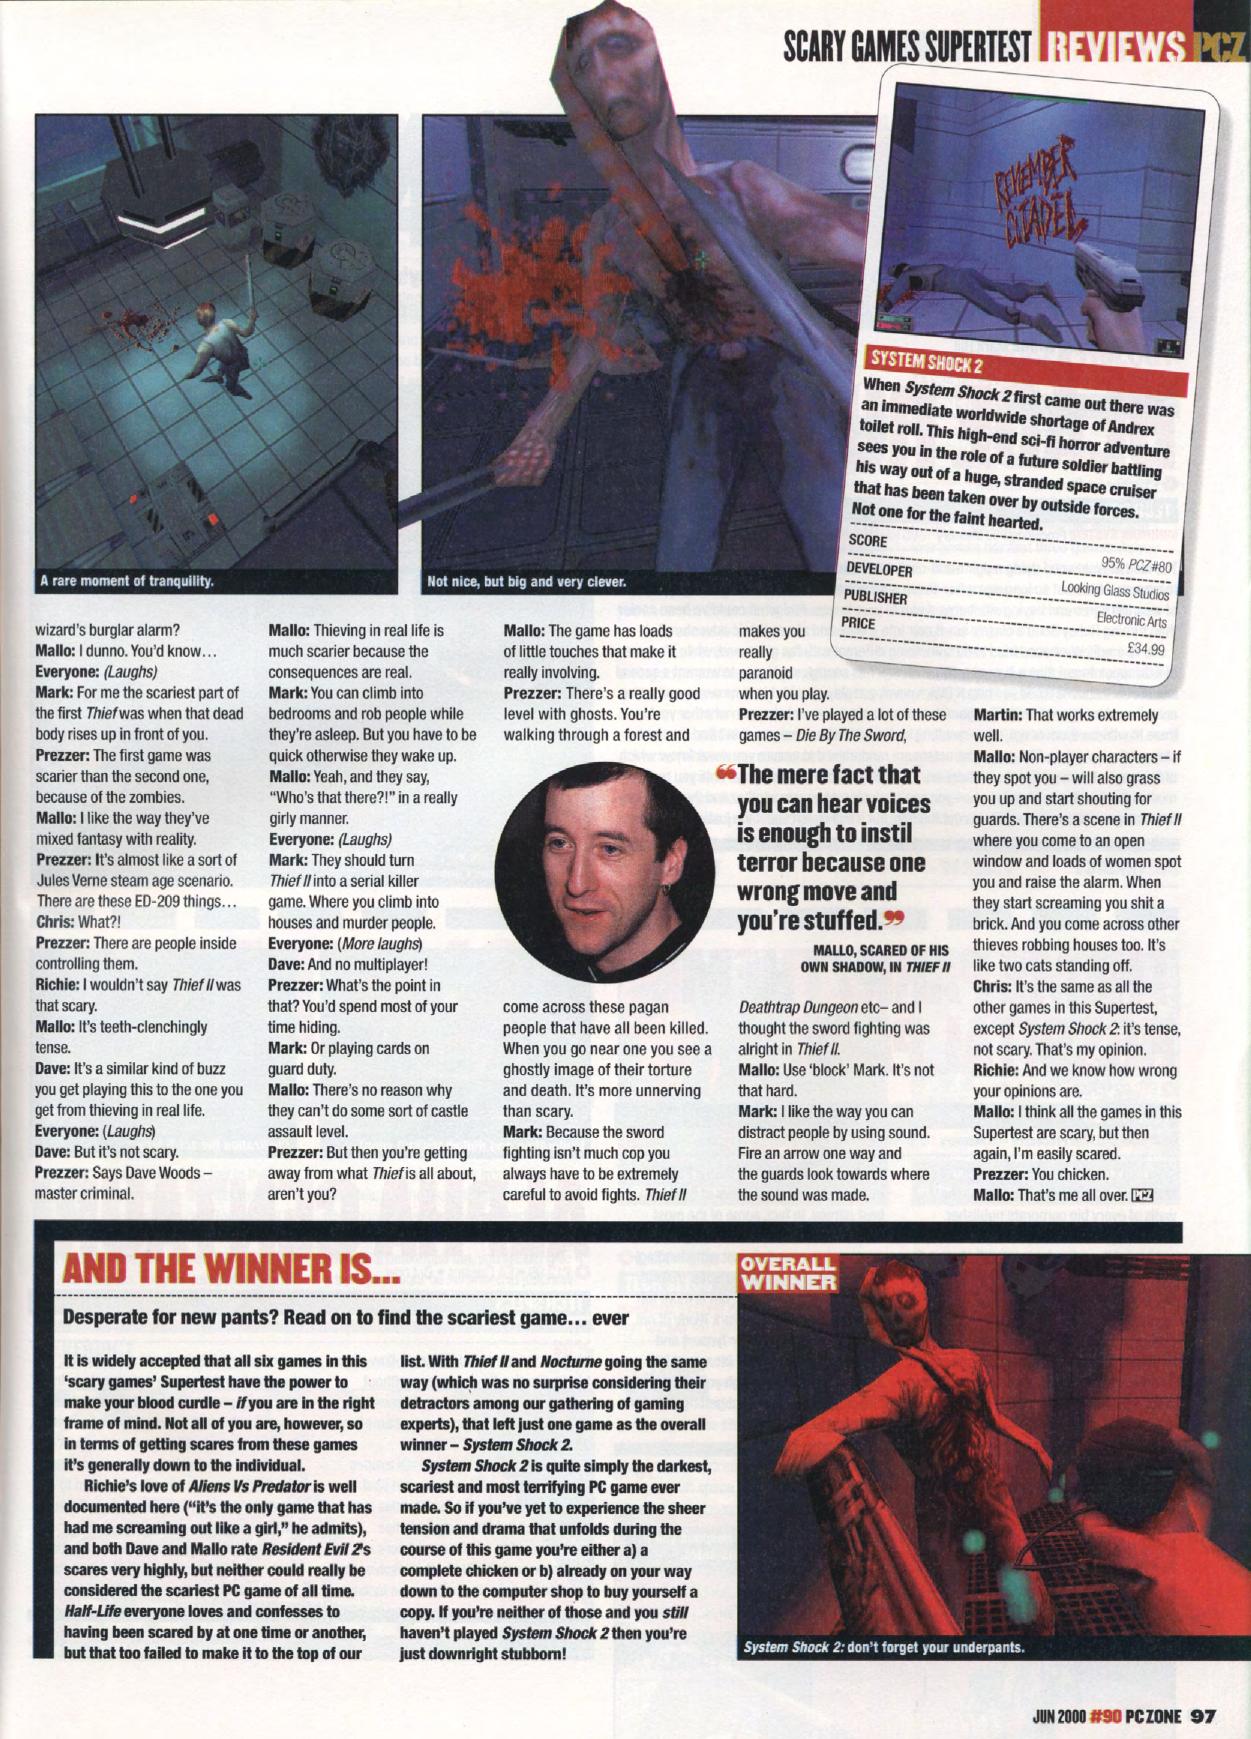 SCARY GAMES SUPERTEST REVIEWS PCZ
REMEMBER
CITADEL
A rare moment of tranquility.
Not nice, but big and very clever.
SYSTEM SHOCK 2
When System Shock 2 first came out there was
an immediate worldwide shortage of Andrex
toilet roll. This high-end sci-fi horror adventure
sees you in the role of a future soldier battling
his way out of a huge, stranded space cruiser
that has been taken over by outside forces.
Not one for the faint hearted.
SCORE 95% PCZ#80
DEVELOPER Looking Glass Studios
PUBLISHER Electronic Arts
PRICE £34.99
wizard's burglar alarm?
Mallo: I dunno. You'd know...
Everyone: (Laughs)
Mark: For me the scariest part of
the first Thief was when that dead
body rises up in front of you.
Prezzer: The first game was
scarier than the second one,
because of the zombies.
Mallo: I like the way they've
mixed fantasy with reality.
Prezzer: It's almost like a sort of
Jules Verne steam age scenario.
There are these ED-209 things...
Chris: What?!
Prezzer: There are people inside
controlling them.
Richie: I wouldn't say Thief II was
that scary.
Mallo: It's teeth-clenchingly
tense.
Dave: It's a similar kind of buzz
you get playing this to the one you
get from thieving in real life.
Everyone: (Laughs)
Dave: But it's not scary.
Prezzer: Says Dave Woods –
master criminal.
Mallo: Thieving in real life is
much scarier because the
consequences are real.
Mark: You can climb into
bedrooms and rob people while
they're asleep. But you have to be
quick otherwise they wake up.
Mallo: Yeah, and they say,
"Who's that there?!" in a really
girly manner.
Everyone: (Laughs)
Mark: They should turn
Thief II into a serial killer
game. Where you climb into
houses and murder people.
Everyone: (More laughs)
Dave: And no multiplayer!
Prezzer: What's the point in
that? You'd spend most of your
time hiding.
Mark: Or playing cards on
guard duty.
Mallo: There's no reason why
they can't do some sort of castle
assault level.
Prezzer: But then you're getting
away from what Thief is all about,
aren't you?
Mallo: The game has loads
of little touches that make it
really involving.
Prezzer: There's a really good
level with ghosts. You're
walking through a forest and
come across these pagan
people that have all been killed.
When you go near one you see a
ghostly image of their torture
and death. It's more unnerving
than scary.
Mark: Because the sword
fighting isn't much cop you
always have to be extremely
careful to avoid fights. Thief II
makes you
really
paranoid
when you play.
Prezzer: I've played a lot of these
games – Die By The Sword,
❝The mere fact that
you can hear voices
is enough to instil
terror because one
wrong move and
you're stuffed.❞
MALLO, SCARED OF HIS
OWN SHADOW, IN THIEF II
Deathtrap Dungeon etc– and I
thought the sword fighting was
alright in Thief II.
Mallo: Use 'block' Mark. It's not
that hard.
Mark: I like the way you can
distract people by using sound.
Fire an arrow one way and
the guards look towards where
the sound was made.
Martin: That works extremely
well.
Mallo: Non-player characters – if
they spot you – will also grass
you up and start shouting for
guards. There's a scene in Thief II
where you come to an open
window and loads of women spot
you and raise the alarm. When
they start screaming you shit a
brick. And you come across other
thieves robbing houses too. It's
like two cats standing off.
Chris: It's the same as all the
other games in this Supertest,
except System Shock 2: it's tense,
not scary. That's my opinion.
Richie: And we know how wrong
your opinions are.
Mallo: I think all the games in this
Supertest are scary, but then
again, I'm easily scared.
Prezzer: You chicken.
Mallo: That's me all over. PCZ
AND THE WINNER IS...
Desperate for new pants? Read on to find the scariest game... ever
It is widely accepted that all six games in this
'scary games' Supertest have the power to
make your blood curdle – if you are in the right
frame of mind. Not all of you are, however, so
in terms of getting scares from these games
it's generally down to the individual.
Richie's love of Aliens Vs Predator is well
documented here ("it's the only game that has
had me screaming out like a girl," he admits),
and both Dave and Mallo rate Resident Evil 2's
scares very highly, but neither could really be
considered the scariest PC game of all time.
Half-Life everyone loves and confesses to
having been scared by at one time or another,
but that too failed to make it to the top of our
list. With Thief II and Nocturne going the same
way (which was no surprise considering their
detractors among our gathering of gaming
experts), that left just one game as the overall
winner – System Shock 2.
System Shock 2 is quite simply the darkest,
scariest and most terrifying PC game ever
made. So if you've yet to experience the sheer
tension and drama that unfolds during the
course of this game you're either a) a
complete chicken or b) already on your way
down to the computer shop to buy yourself a
copy. If you're neither of those and you still
haven't played System Shock 2 then you're
just downright stubborn!
OVERALL
WINNER
System Shock 2: don't forget your underpants.
JUN 2000 #90 PC ZONE 97